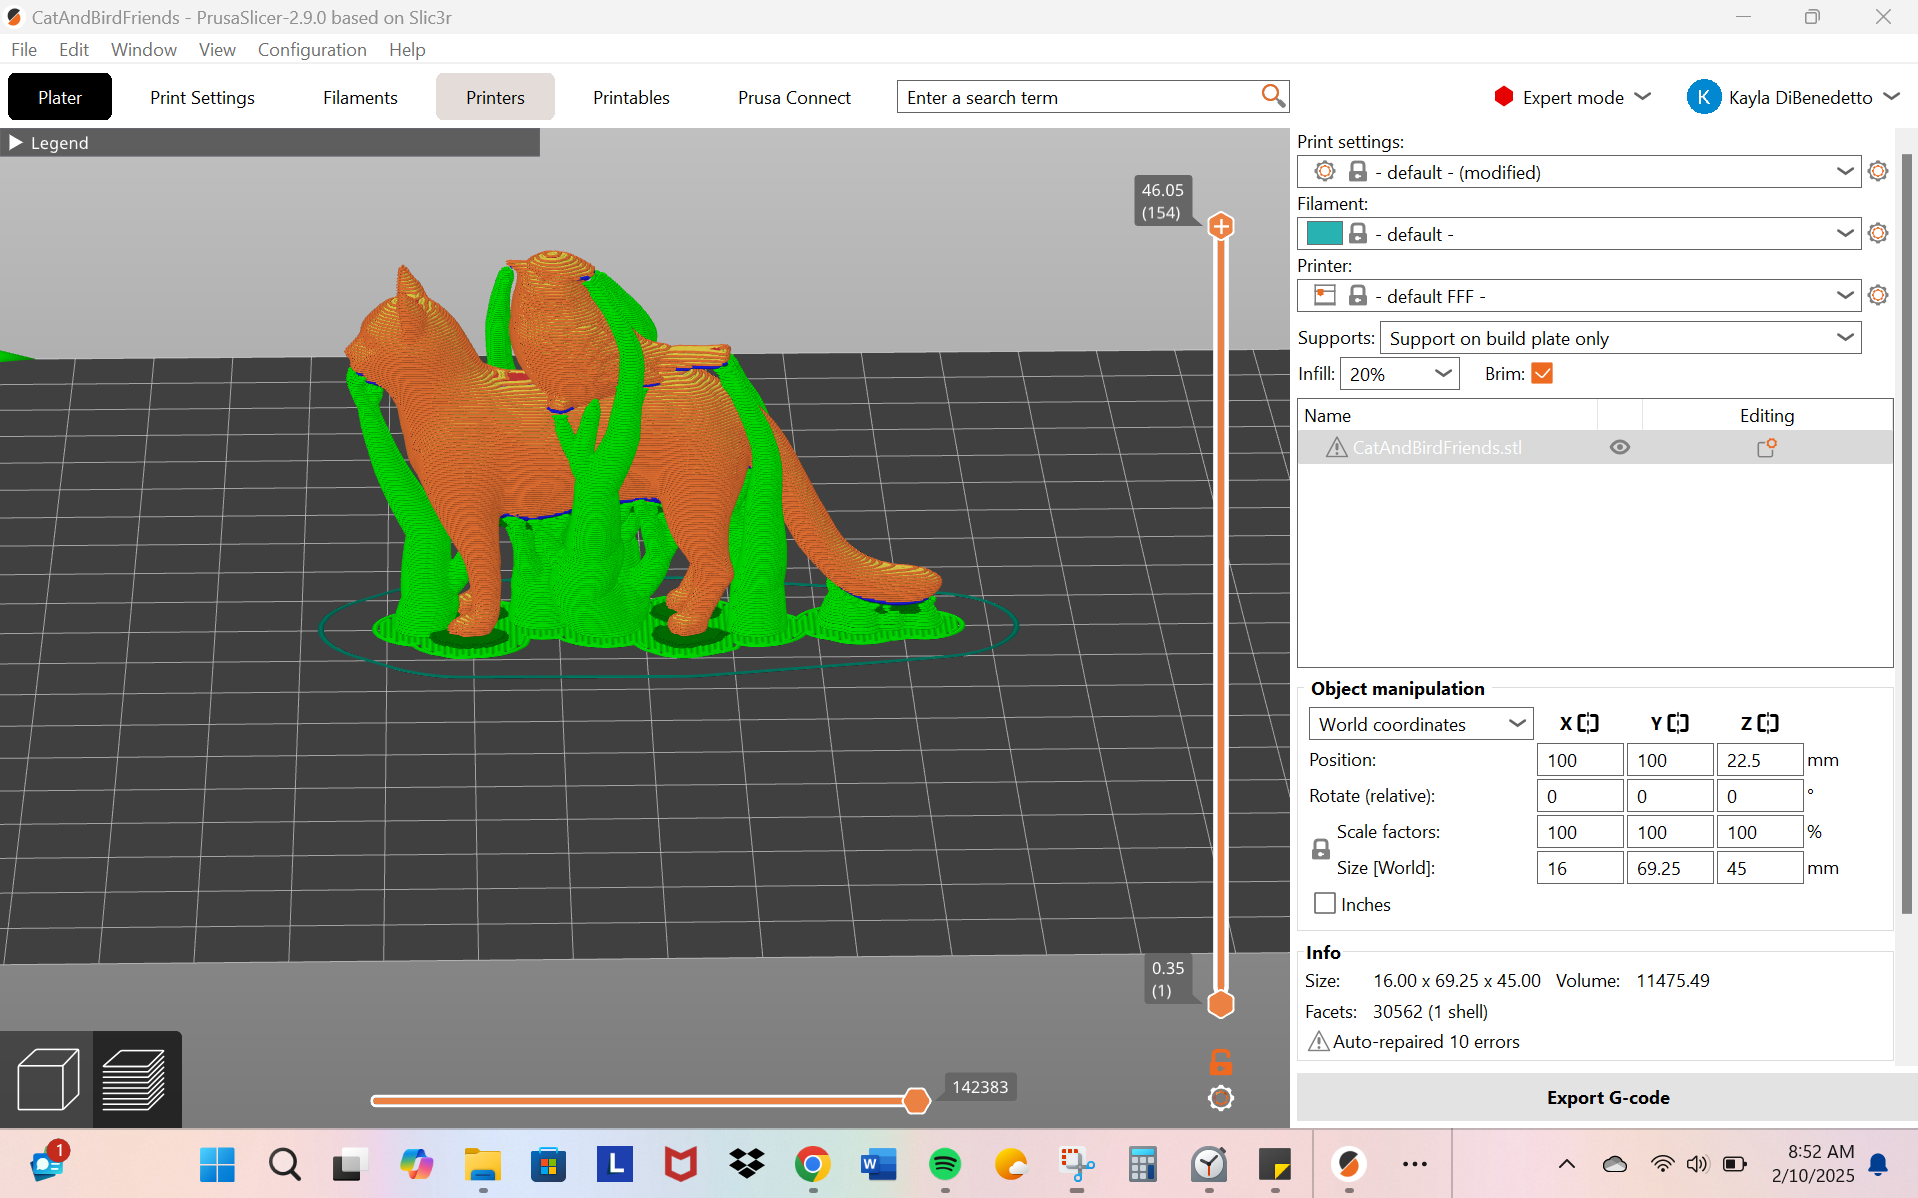 CatAndBirdFriends - PrusaSlicer-2.9.0 based on Slic3r
File Edit Window View Configuration Help
Plater Print Settings Filaments Printers Printables Prusa Connect Enter a search term Expert mode K Kayla DiBenedetto
Legend
Print settings:
- default - (modified)
Filament:
- default -
Printer:
- default FFF -
Supports: Support on build plate only
Infill: 20% Brim:
Name Editing
CatAndBirdFriends.stl
46.05
(154)
Object manipulation
World coordinates X Y Z
Position: 100 100 22.5 mm
Rotate (relative): 0 0 0 °
Scale factors: 100 100 100 %
Size [World]: 16 69.25 45 mm
Inches
0.35
(1)
Info
Size: 16.00 x 69.25 x 45.00 Volume: 11475.49
Facets: 30562 (1 shell)
Auto-repaired 10 errors
142383
Export G-code
1
L
W
8:52 AM
2/10/2025